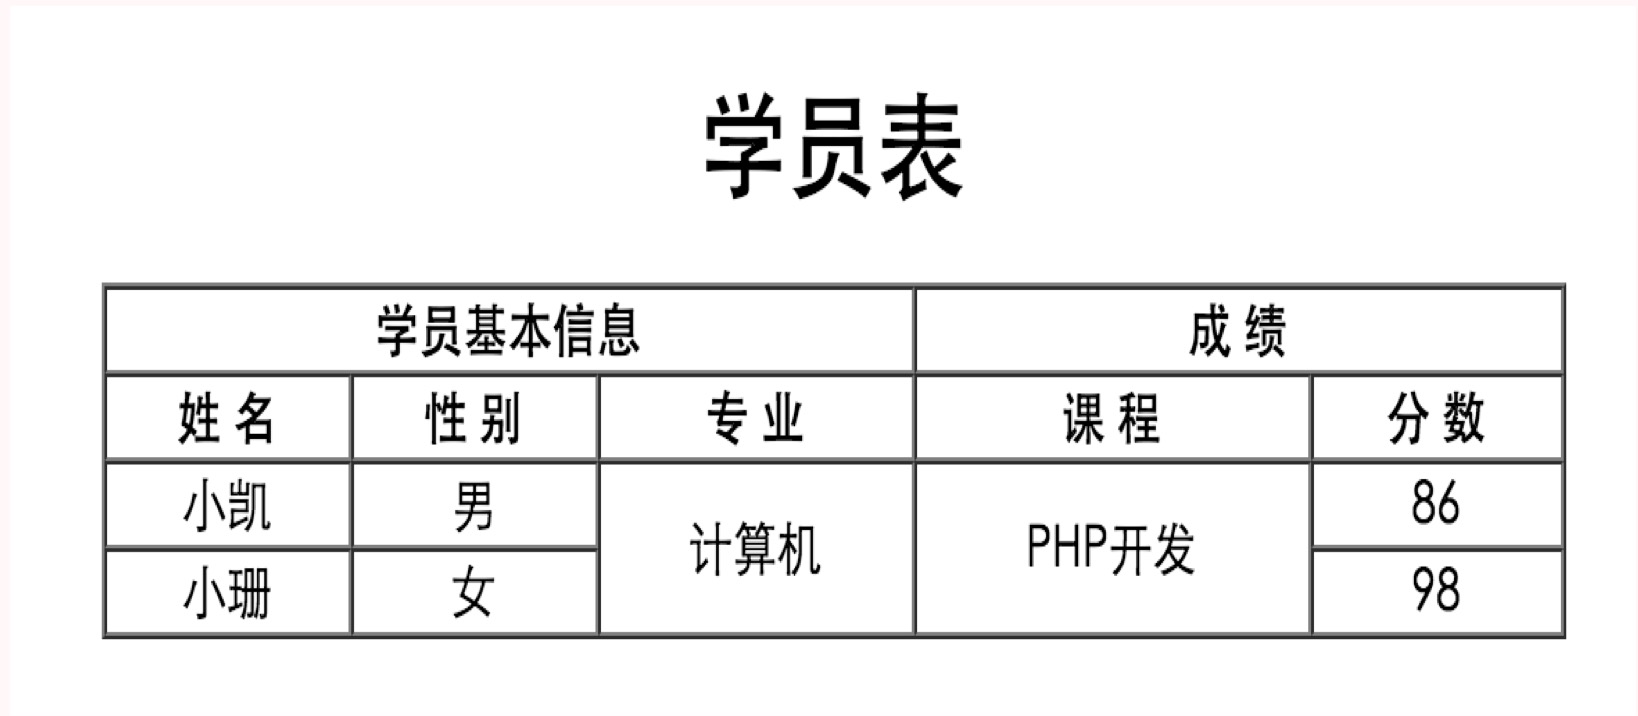 学员表
学员基本信息 成 绩
姓 名 性 别 专 业 课 程 分 数
小凯 男 计算机 PHP开发 86
小珊 女 98